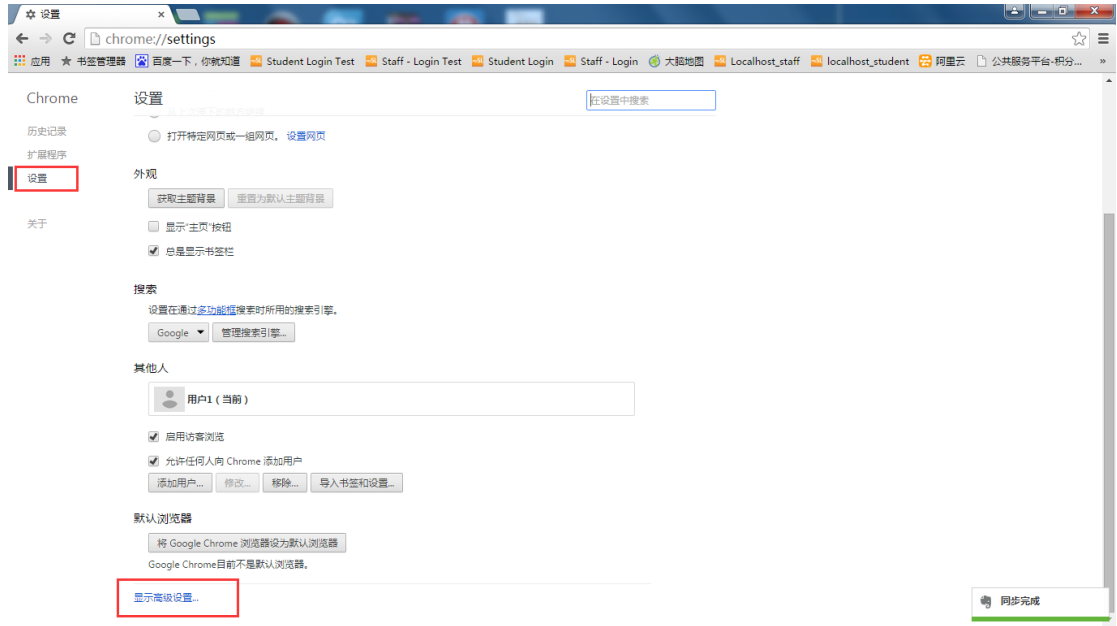 设置
chrome://settings
应用 书签管理器 百度一下，你就知道 Student Login Test Staff - Login Test Student Login Staff - Login 大脑地图 Localhost_staff localhost_student 阿里云 公共服务平台-积分... »
Chrome
设置
在设置中搜索
历史记录
扩展程序
设置
关于
打开特定网页或一组网页。 设置网页
外观
获取主题背景 重置为默认主题背景
显示“主页”按钮
总是显示书签栏
搜索
设置在通过多功能框搜索时所用的搜索引擎。
Google 管理搜索引擎...
其他人
用户1（当前）
启用访客浏览
允许任何人向 Chrome 添加用户
添加用户... 修改... 移除... 导入书签和设置...
默认浏览器
将 Google Chrome 浏览器设为默认浏览器
Google Chrome目前不是默认浏览器。
显示高级设置...
同步完成